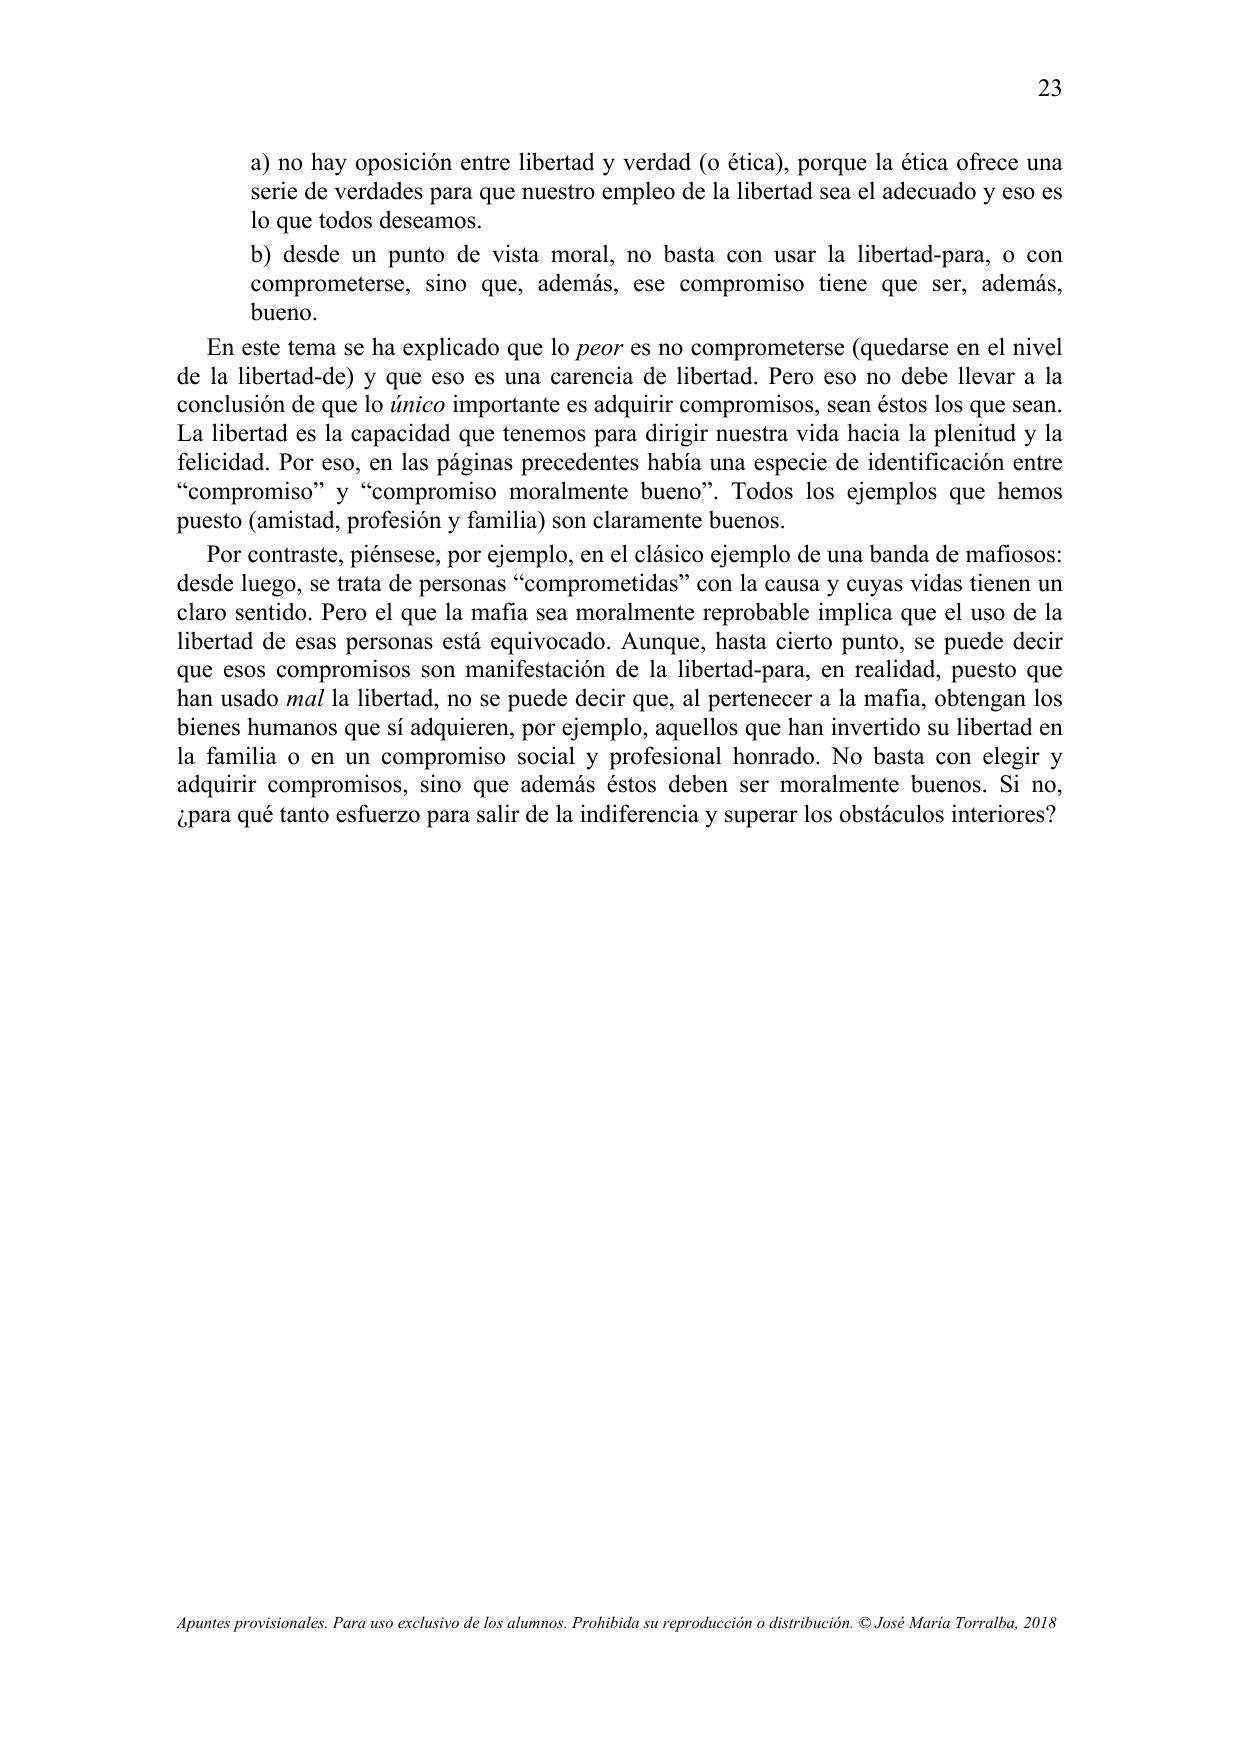 23
a) no hay oposición entre libertad y verdad (o ética), porque la ética ofrece una
serie de verdades para que nuestro empleo de la libertad sea el adecuado y eso es
lo que todos deseamos.
b) desde un punto de vista moral, no basta con usar la libertad-para, o con
comprometerse, sino que, además, ese compromiso tiene que ser, además,
bueno.
En este tema se ha explicado que lo peor es no comprometerse (quedarse en el nivel
de la libertad-de) y que eso es una carencia de libertad. Pero eso no debe llevar a la
conclusión de que lo único importante es adquirir compromisos, sean éstos los que sean.
La libertad es la capacidad que tenemos para dirigir nuestra vida hacia la plenitud y la
felicidad. Por eso, en las páginas precedentes había una especie de identificación entre
“compromiso” y “compromiso moralmente bueno”. Todos los ejemplos que hemos
puesto (amistad, profesión y familia) son claramente buenos.
Por contraste, piénsese, por ejemplo, en el clásico ejemplo de una banda de mafiosos:
desde luego, se trata de personas “comprometidas” con la causa y cuyas vidas tienen un
claro sentido. Pero el que la mafia sea moralmente reprobable implica que el uso de la
libertad de esas personas está equivocado. Aunque, hasta cierto punto, se puede decir
que esos compromisos son manifestación de la libertad-para, en realidad, puesto que
han usado mal la libertad, no se puede decir que, al pertenecer a la mafia, obtengan los
bienes humanos que sí adquieren, por ejemplo, aquellos que han invertido su libertad en
la familia o en un compromiso social y profesional honrado. No basta con elegir y
adquirir compromisos, sino que además éstos deben ser moralmente buenos. Si no,
¿para qué tanto esfuerzo para salir de la indiferencia y superar los obstáculos interiores?
Apuntes provisionales. Para uso exclusivo de los alumnos. Prohibida su reproducción o distribución. © José María Torralba, 2018